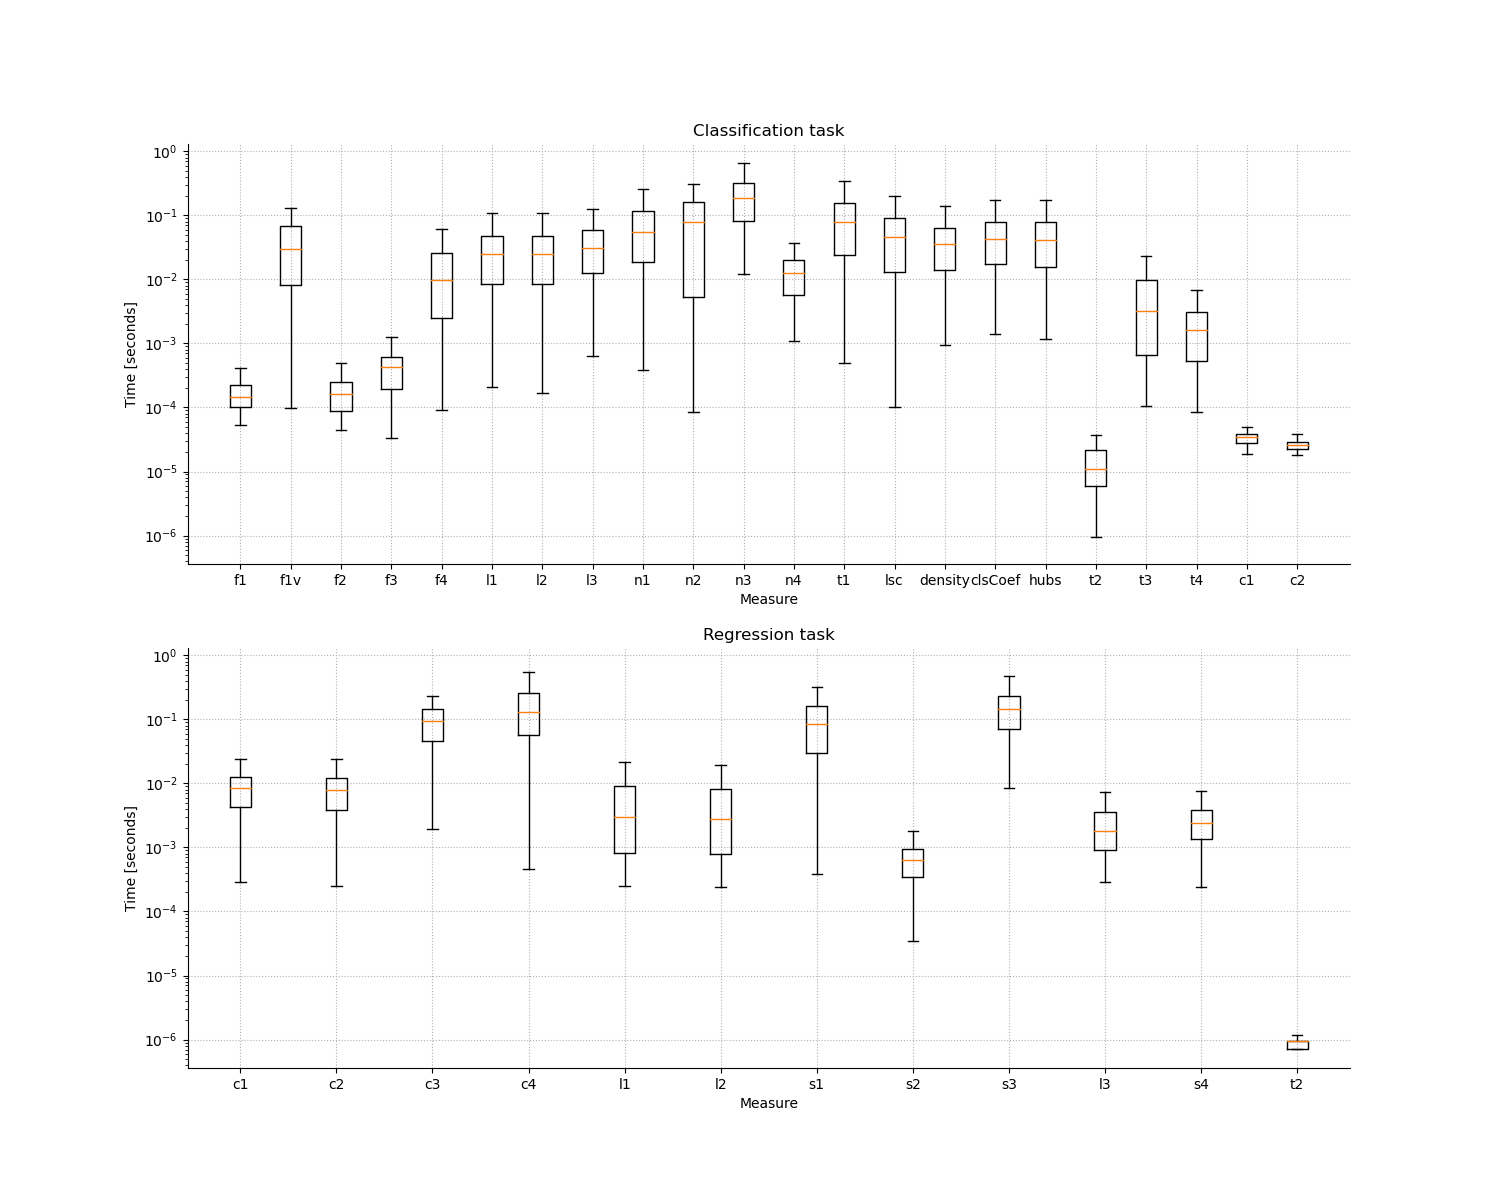 Classification task
Time [seconds]
10⁰
10⁻¹
10⁻²
10⁻³
10⁻⁴
10⁻⁵
10⁻⁶
f1 f1v f2 f3 f4 l1 l2 l3 n1 n2 n3 n4 t1 lsc density clsCoef hubs t2 t3 t4 c1 c2
Measure
Regression task
Time [seconds]
10⁰
10⁻¹
10⁻²
10⁻³
10⁻⁴
10⁻⁵
10⁻⁶
c1 c2 c3 c4 l1 l2 s1 s2 s3 l3 s4 t2
Measure